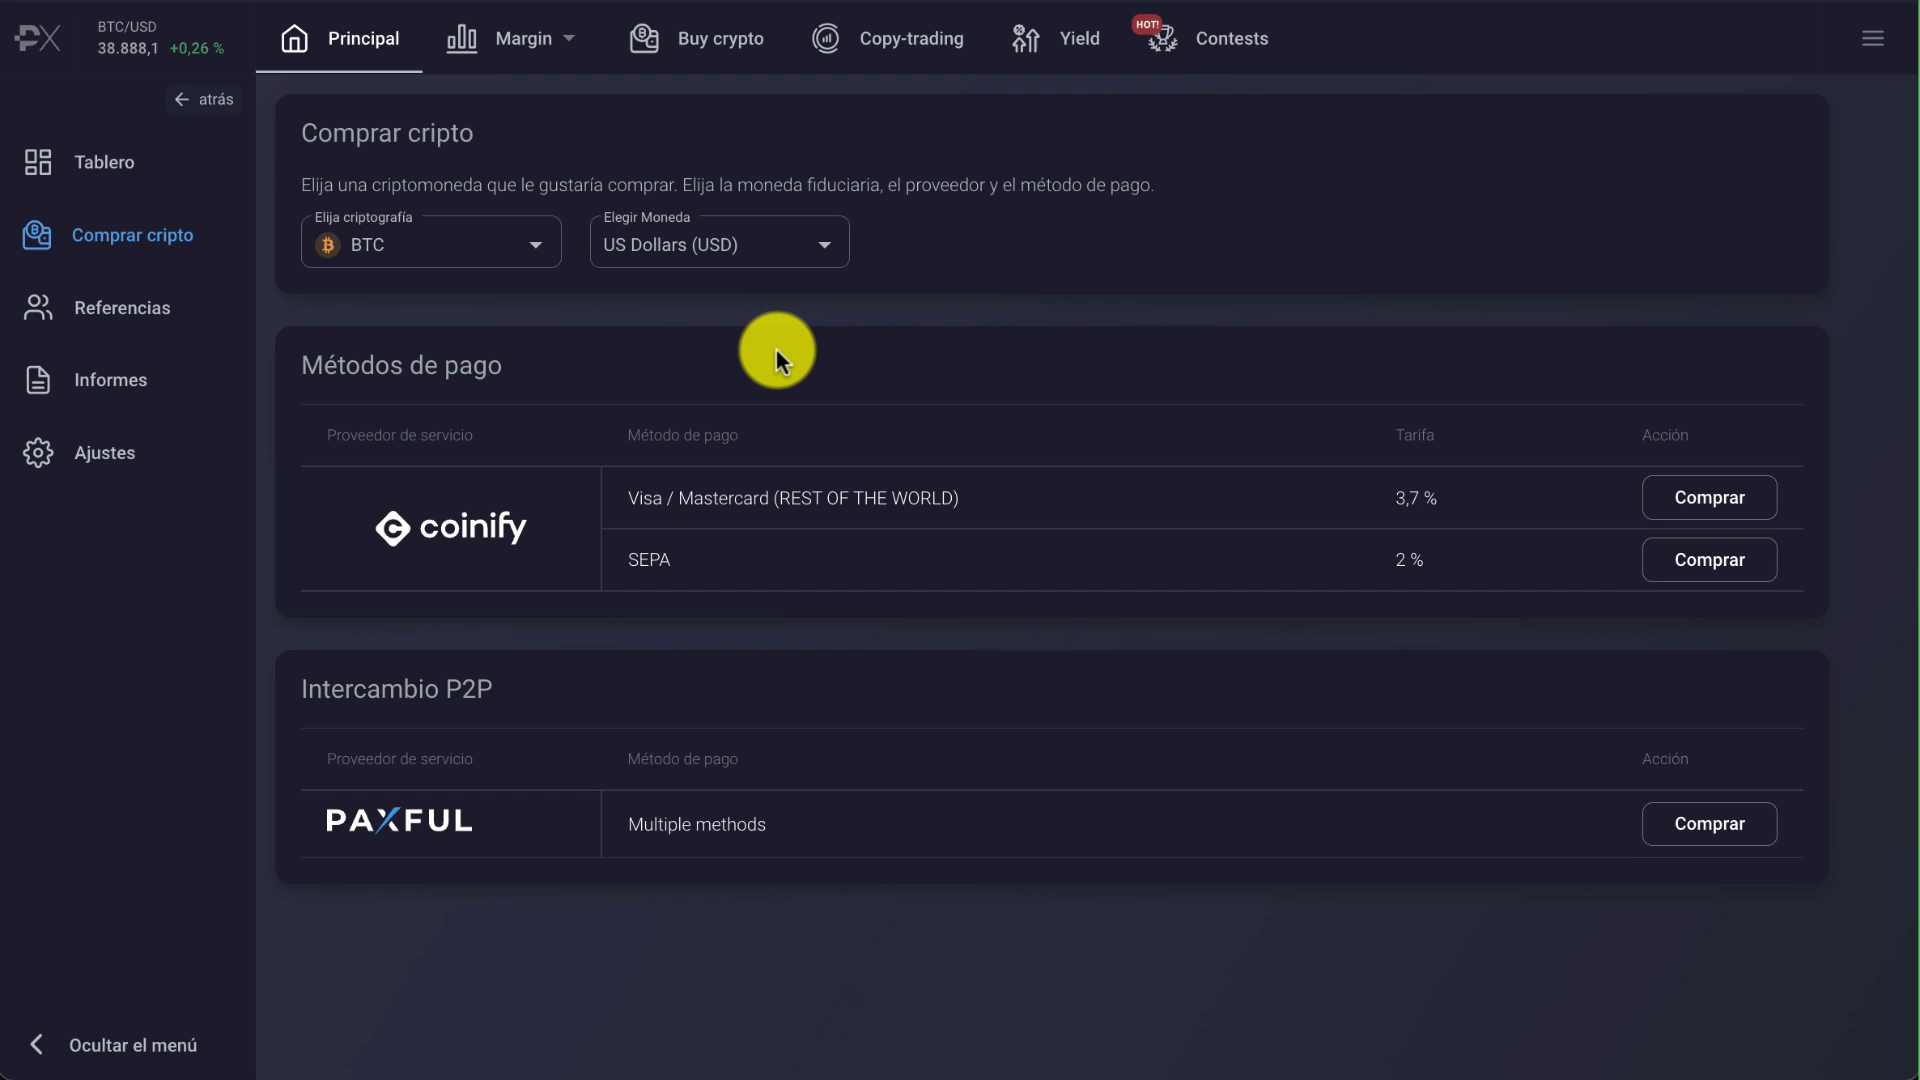 PX
BTC/USD
38.888,1 +0,26 %
Principal
Margin
Buy crypto
Copy-trading
Yield
HOT!
Contests
atrás
Tablero
Comprar cripto
Referencias
Informes
Ajustes
Ocultar el menú
Comprar cripto
Elija una criptomoneda que le gustaría comprar. Elija la moneda fiduciaria, el proveedor y el método de pago.
Elija criptografía
BTC
Elegir Moneda
US Dollars (USD)
Métodos de pago
Proveedor de servicio Método de pago Tarifa Acción
coinify
Visa / Mastercard (REST OF THE WORLD) 3,7 % Comprar
SEPA 2 % Comprar
Intercambio P2P
Proveedor de servicio Método de pago Acción
PAXFUL Multiple methods Comprar